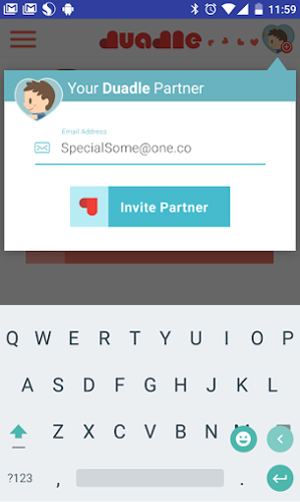 11:59
duadle
Your Duadle Partner
Email Address
SpecialSome@one.co
Invite Partner
Q W E R T Y U I O P
A S D F G H J K L
Z X C V B N
?123 , .